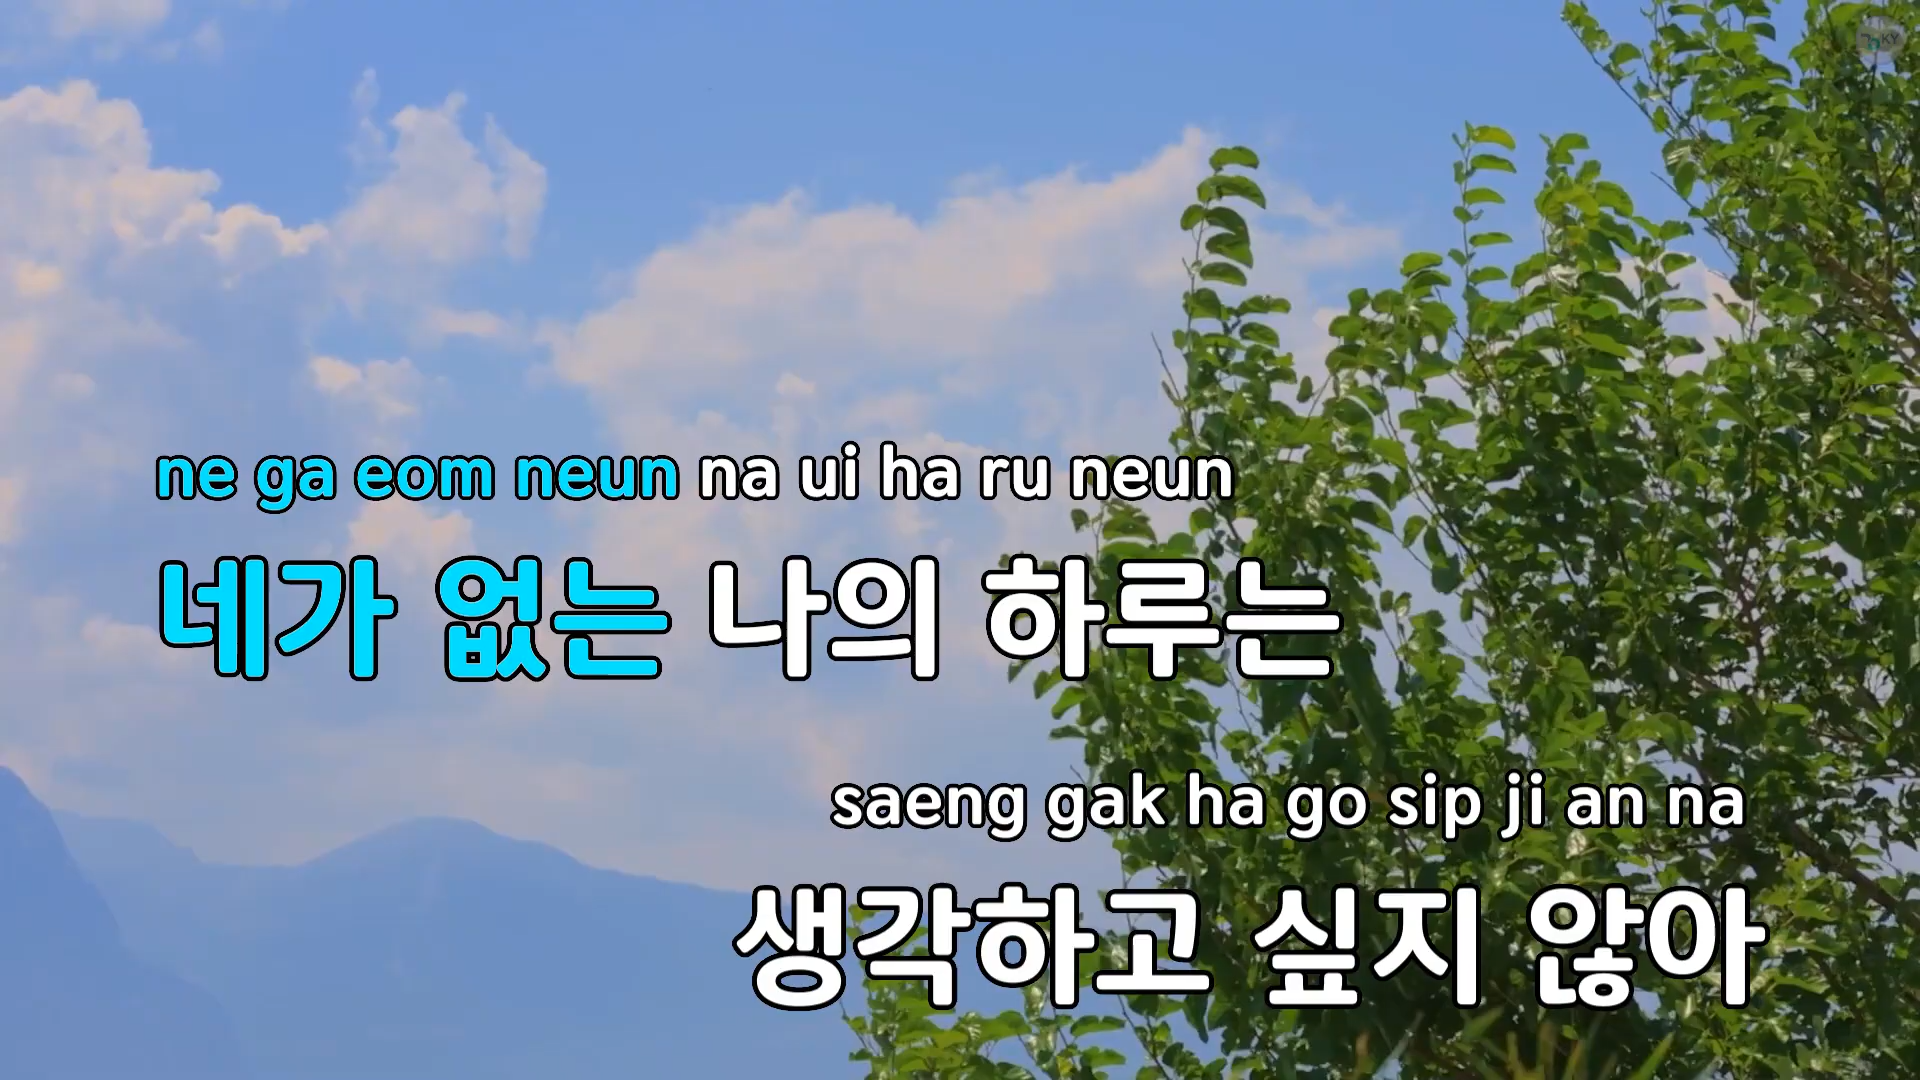 KY
ne ga eom neun na ui ha ru neun
네가 없는 나의 하루는
saeng gak ha go sip ji an na
생각하고 싶지 않아